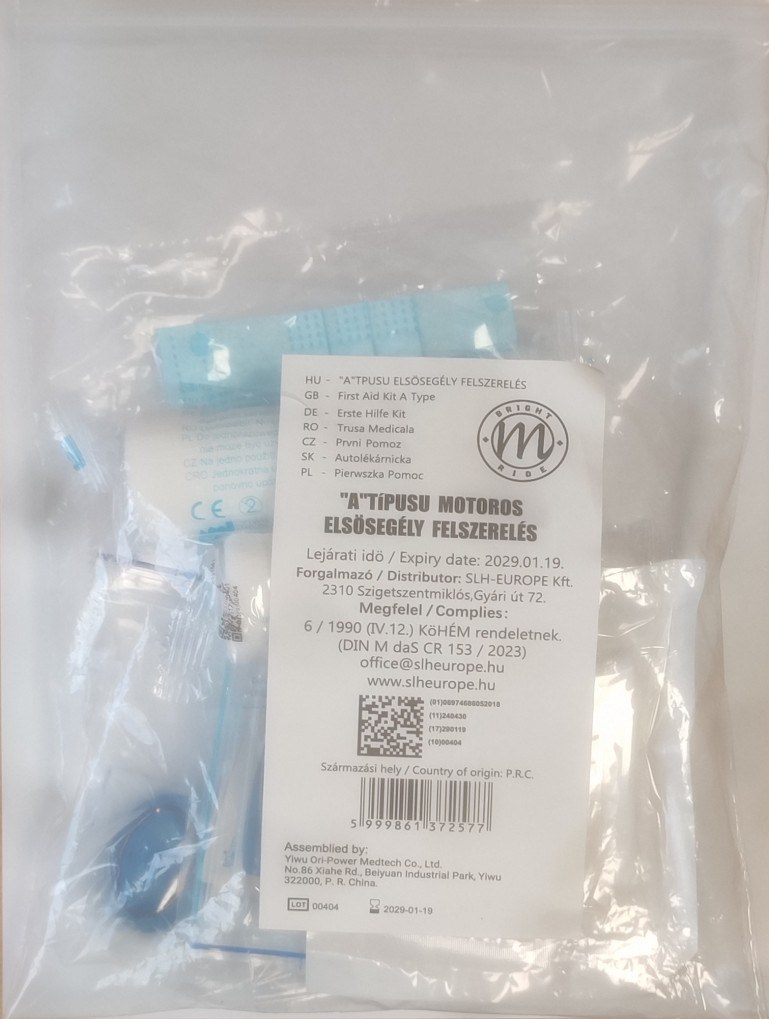 HU - "A"TPUSU ELSÖSEGÉLY FELSZERELÉS
GB - First Aid Kit A Type
DE - Erste Hilfe Kit
RO - Trusa Medicala
CZ - Prvni Pomoz
SK - Autolékárnicka
PL - Pierwszka Pomoc
BRIGHT
M
RIDE
"A"TíPUSU MOTOROS
ELSÖSEGÉLY FELSZERELÉS
Lejárati idö / Expiry date: 2029.01.19.
Forgalmazó / Distributor: SLH-EUROPE Kft.
2310 Szigetszentmiklós,Gyári út 72.
Megfelel / Complies:
6 / 1990 (IV.12.) KöHÉM rendeletnek.
(DIN M daS CR 153 / 2023)
office@slheurope.hu
www.slheurope.hu
(11)240430
(17)290119
(10)00404
Származási hely / Country of origin: P.R.C.
5 999861 372577
Assemblied by:
Yiwu Ori-Power Medtech Co., Ltd.
No.86 Xiahe Rd., Beiyuan Industrial Park, Yiwu
322000, P. R. China.
LOT 00404
2029-01-19
CE 2